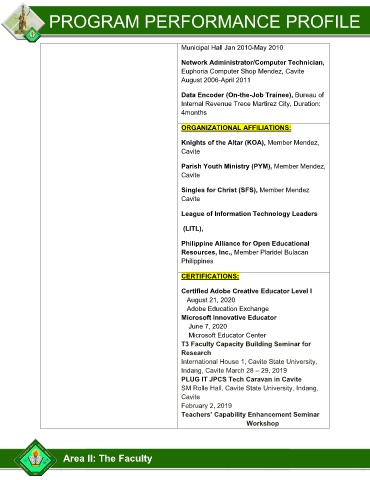 PROGRAM PERFORMANCE PROFILE
Municipal Hall Jan 2010-May 2010
Network Administrator/Computer Technician,
Euphoria Computer Shop Mendez, Cavite
August 2006-April 2011
Data Encoder (On-the-Job Trainee), Bureau of
Internal Revenue Trece Martirez City, Duration:
4months
ORGANIZATIONAL AFFILIATIONS:
Knights of the Altar (KOA), Member Mendez,
Cavite
Parish Youth Ministry (PYM), Member Mendez,
Cavite
Singles for Christ (SFS), Member Mendez
Cavite
League of Information Technology Leaders
(LITL),
Philippine Alliance for Open Educational
Resources, Inc., Member Plaridel Bulacan
Philippines
CERTIFICATIONS:
Certified Adobe Creative Educator Level I
August 21, 2020
Adobe Education Exchange
Microsoft Innovative Educator
June 7, 2020
Microsoft Educator Center
T3 Faculty Capacity Building Seminar for
Research
International House 1, Cavite State University,
Indang, Cavite March 28 – 29, 2019
PLUG IT JPCS Tech Caravan in Cavite
SM Rolle Hall, Cavite State University, Indang,
Cavite
February 2, 2019
Teachers' Capability Enhancement Seminar
Workshop
Area II: The Faculty